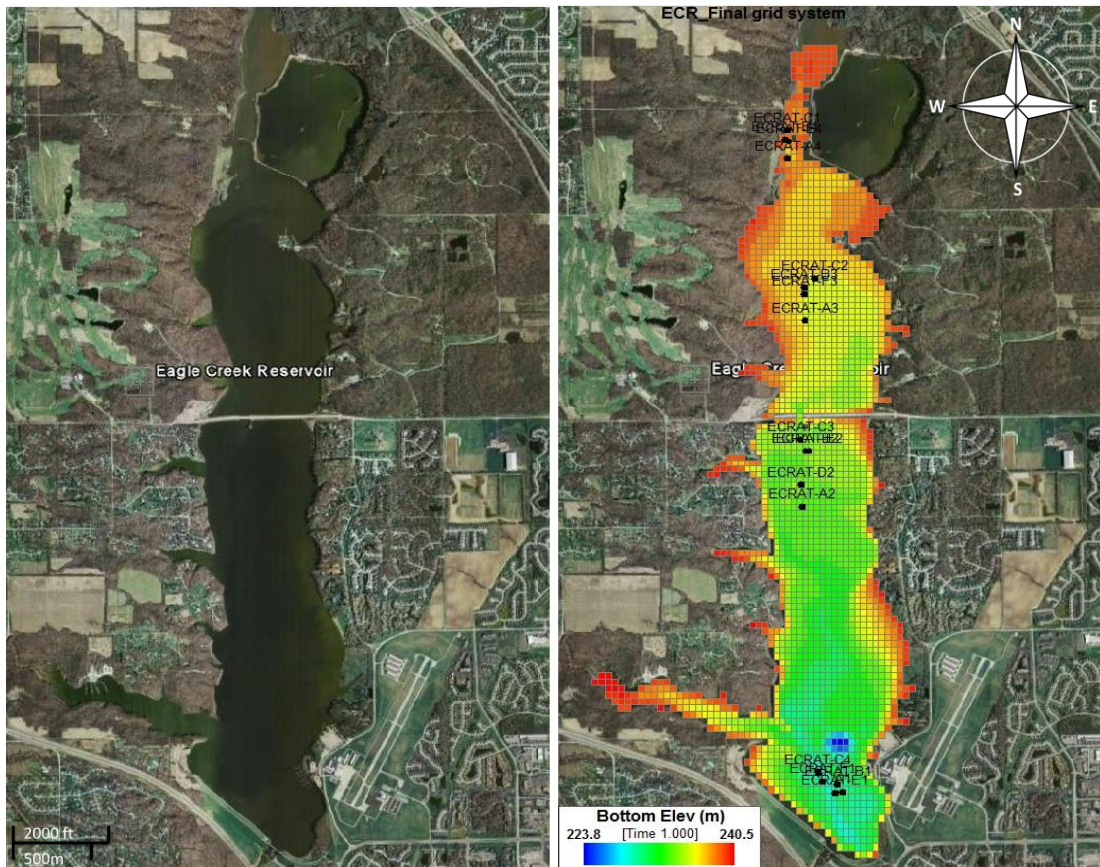 ECR_Final grid system
N
W
E
S
ECRAT-C1
ECRAT-A4
ECRAT-C2
ECRAT-A3
Eagle Creek Reservoir
ECRAT-C3
ECRAT-D2
ECRAT-A2
ECRAT-C4
2000 ft
500m
Bottom Elev (m)
223.8 [Time 1.000] 240.5